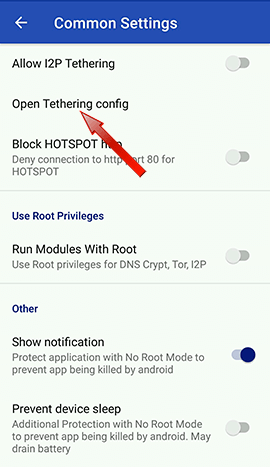 Common Settings
Allow I2P Tethering
Open Tethering config
Block HOTSPOT http
Deny connection to http port 80 for
HOTSPOT
Use Root Privileges
Run Modules With Root
Use Root privileges for DNS Crypt, Tor, I2P
Other
Show notification
Protect application with No Root Mode to
prevent app being killed by android
Prevent device sleep
Additional Protection with No Root Mode
to prevent app being killed by android. May
drain battery